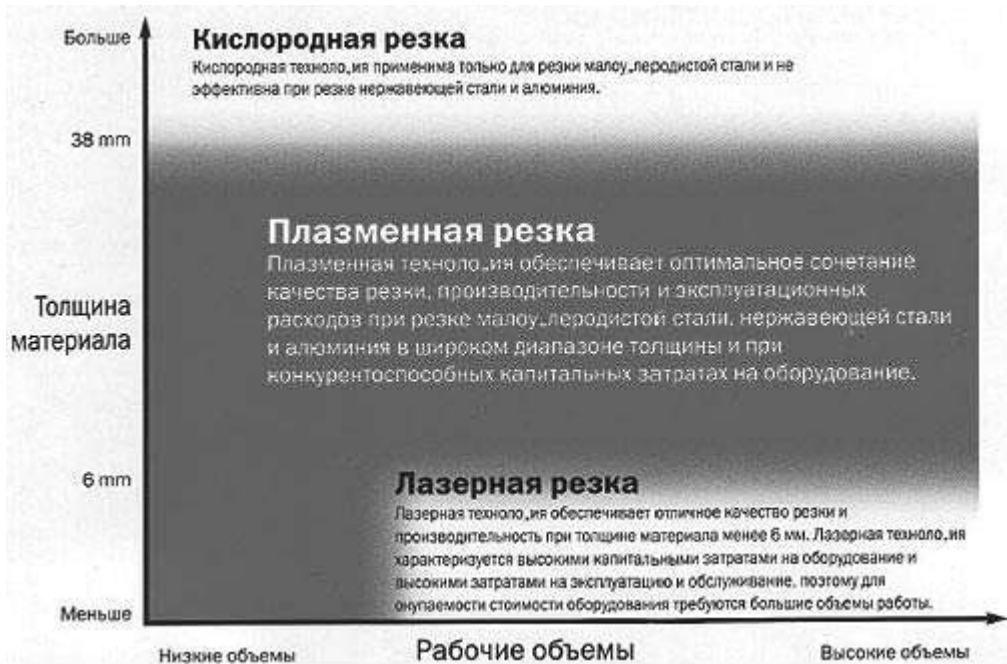 Больше
Кислородная резка
Кислородная техноло„ия применима только для резки малоу„леродистой стали и не
эффективна при резке нержавеющей стали и алюминия.
38 mm
Плазменная резка
Плазменная техноло„ия обеспечивает оптимальное сочетание
качества резки, производительности и эксплуатационных
расходов при резке малоу„леродистой стали, нержавеющей стали
и алюминия в широком диапазоне толщины и при
конкурентоспособных капитальных затратах на оборудование.
Толщина
материала
6 mm
Лазерная резка
Лазерная техноло„ия обеспечивает отличное качество резки и
производительность при толщине материала менее 6 мм. Лазерная техноло„ия
характеризуется высокими капитальными затратами на оборудование и
высокими затратами на эксплуатацию и обслуживание, поэтому для
окупаемости стоимости оборудования требуются большие объемы работы.
Меньше
Низкие объемы
Рабочие объемы
Высокие объемы